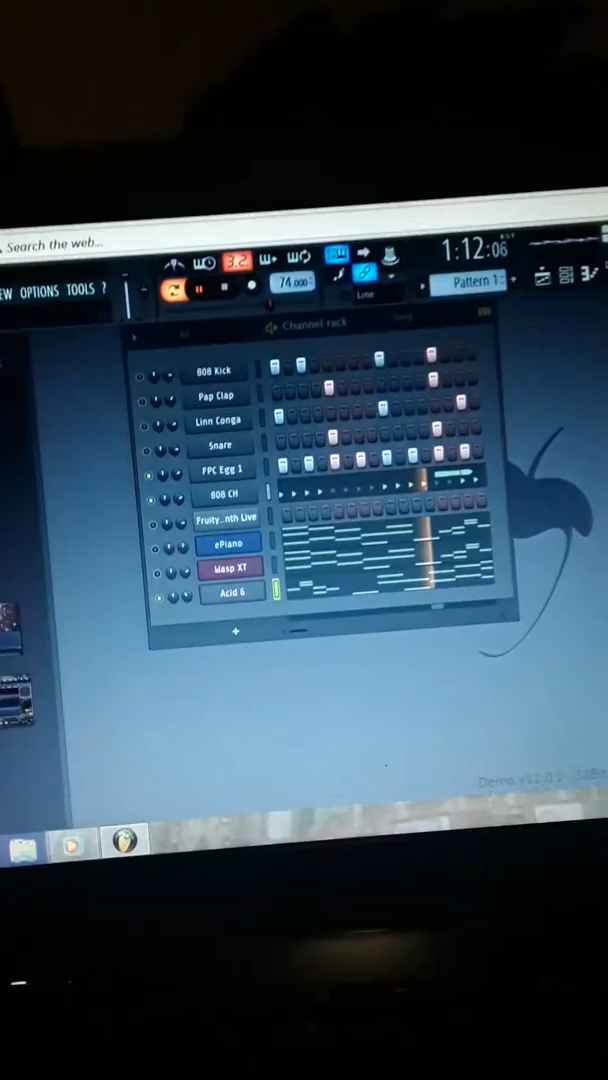 Search the web...
EW OPTIONS TOOLS ?
3.2
74.000
1:12:06
Line
Pattern 1
Channel rack
808 Kick
Pap Clap
Linn Conga
Snare
FPC Egg 1
808 CH
Fruity...nth Live
ePiano
Wasp XT
Acid 6
+